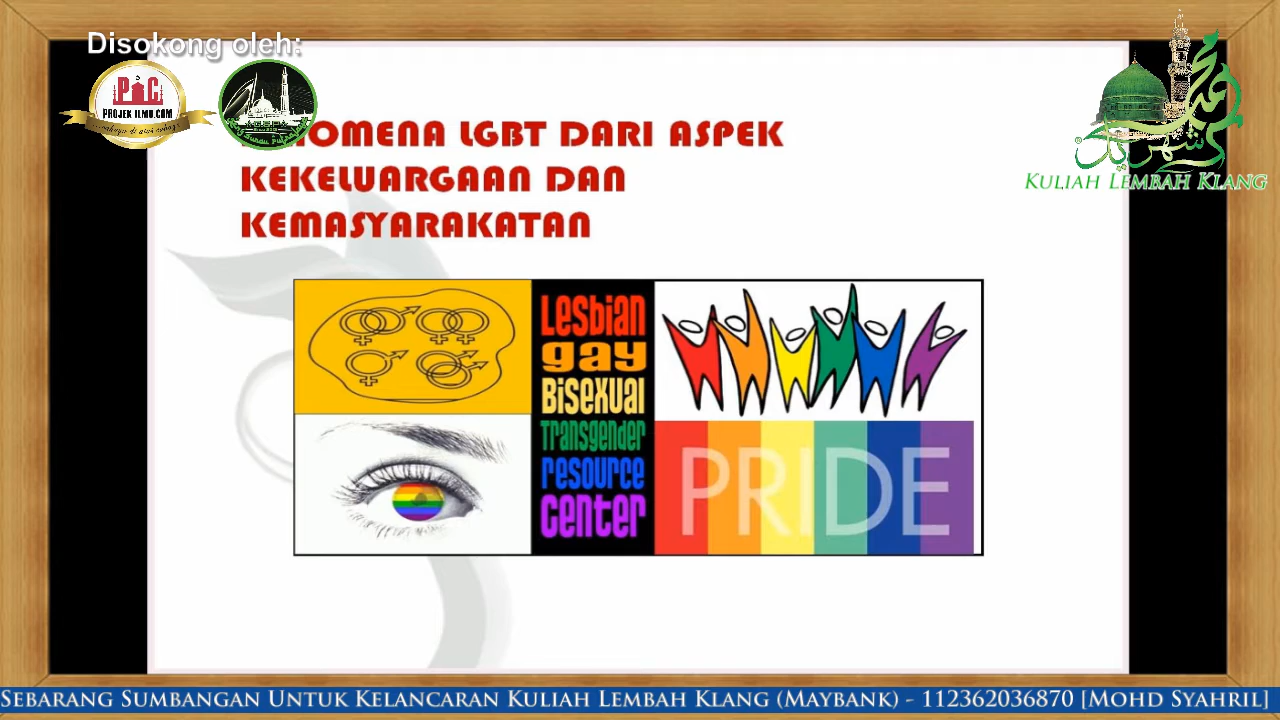 Disokong oleh:
PROJEK ILMU.COM
KULIAH LEMBAH KLANG
OMENA LGBT DARI ASPEK
KEKELUARGAAN DAN
KEMASYARAKATAN
Lesbian
gay
Bisexual
Transgender
resource
center
PRIDE
SEBARANG SUMBANGAN UNTUK KELANCARAN KULIAH LEMBAH KLANG (MAYBANK) - 112362036870 [MOHD SYAHRIL]